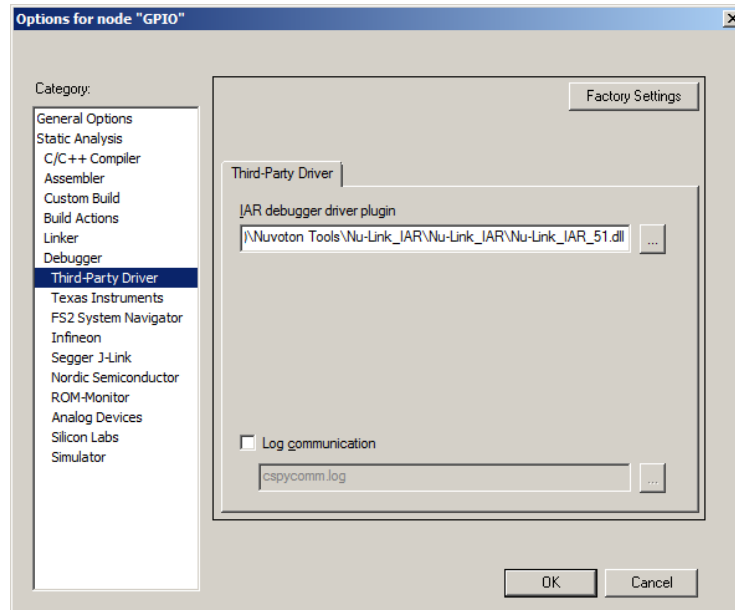 Options for node "GPIO"
Category:
Factory Settings
General Options
Static Analysis
C/C++ Compiler
Assembler
Custom Build
Build Actions
Linker
Debugger
Third-Party Driver
Texas Instruments
FS2 System Navigator
Infineon
Segger J-Link
Nordic Semiconductor
ROM-Monitor
Analog Devices
Silicon Labs
Simulator
Third-Party Driver
IAR debugger driver plugin
)\Nuvoton Tools\Nu-Link_IAR\Nu-Link_IAR\Nu-Link_IAR_51.dll
...
Log communication
cspycomm.log
...
OK
Cancel